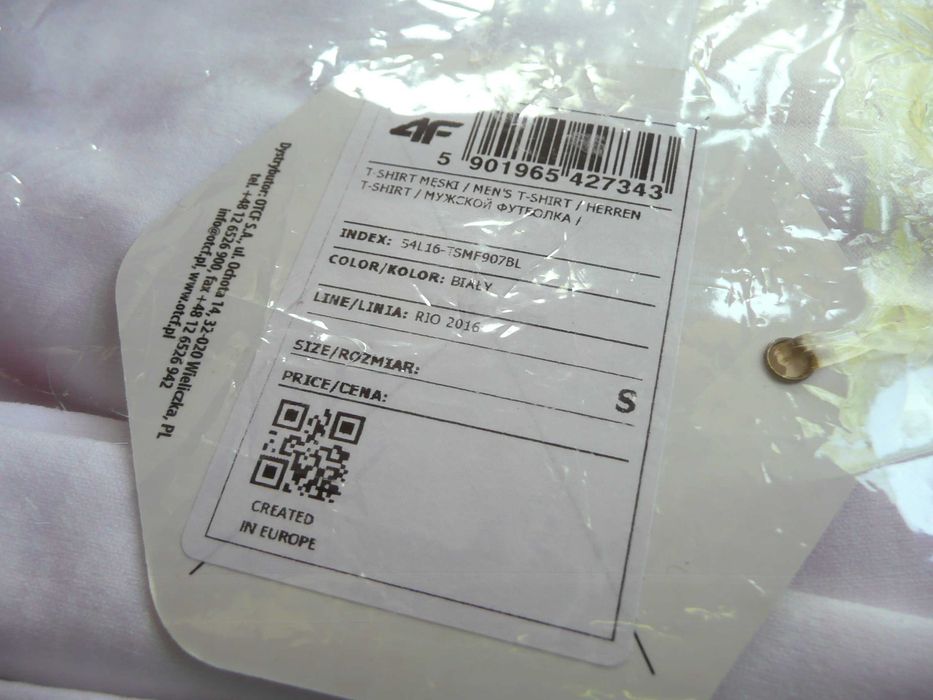 4F
5 901965 427343
T-SHIRT MĘSKI / MEN'S T-SHIRT / HERREN
T-SHIRT / МУЖСКОЙ ФУТБОЛКА /
INDEX: S4L16-TSMF907BL
COLOR/KOLOR: BIAŁY
LINE/LINIA: RIO 2016
SIZE/ROZMIAR:
S
PRICE/CENA:
CREATED
IN EUROPE
Dystrybutor: OTCF S.A., ul. Ochota 14, 32-020 Wieliczka, PL
tel. +48 12 6526 900, fax +48 12 6526 942
info@otcf.pl, www.otcf.pl